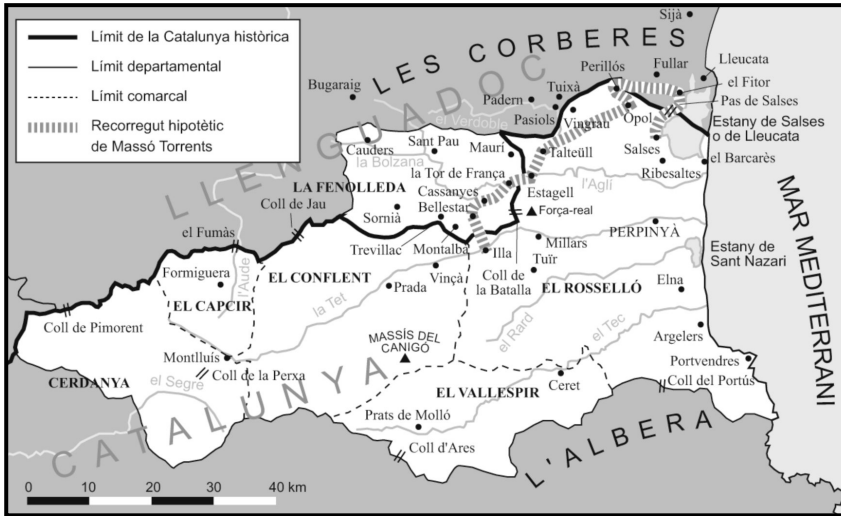 Límit de la Catalunya històrica
Límit departamental
Límit comarcal
Recorregut hipotètic
de Massó Torrents
Sijà
LES CORBERES
Perillós
Fullar
Lleucata
Bugaraig
Padern
Tuixà
el Fitor
LLENGUADOC
el Verdoble
Pasiols
Vingrau
Opol
Pas de Salses
Estany de Salses
o de Lleucata
Cauders
Sant Pau
Maurí
Talteüll
Salses
la Bolzana
la Tor de França
el Barcarès
LA FENOLLEDA
Cassanyes
Estagell
l'Aglí
Ribesaltes
Coll de Jau
Sornià
Bellestar
Força-real
el Fumàs
Trevillac
Montalba
Millars
PERPINYÀ
MAR MEDITERRANI
Formiguera
l'Aude
EL CONFLENT
Illa
Coll de
la Batalla
Tuïr
Estany de
Sant Nazari
Vinçà
EL CAPCIR
la Tet
Prada
EL ROSSELLÓ
Elna
Coll de Pimorent
el Rard
el Tec
MASSÍS DEL
CANIGÓ
Argelers
Montlluís
Coll de la Perxa
Portvendres
CERDANYA
el Segre
CATALUNYA
EL VALLESPIR
Ceret
Coll del Portús
Prats de Molló
Coll d'Ares
L'ALBERA
0 10 20 30 40 km